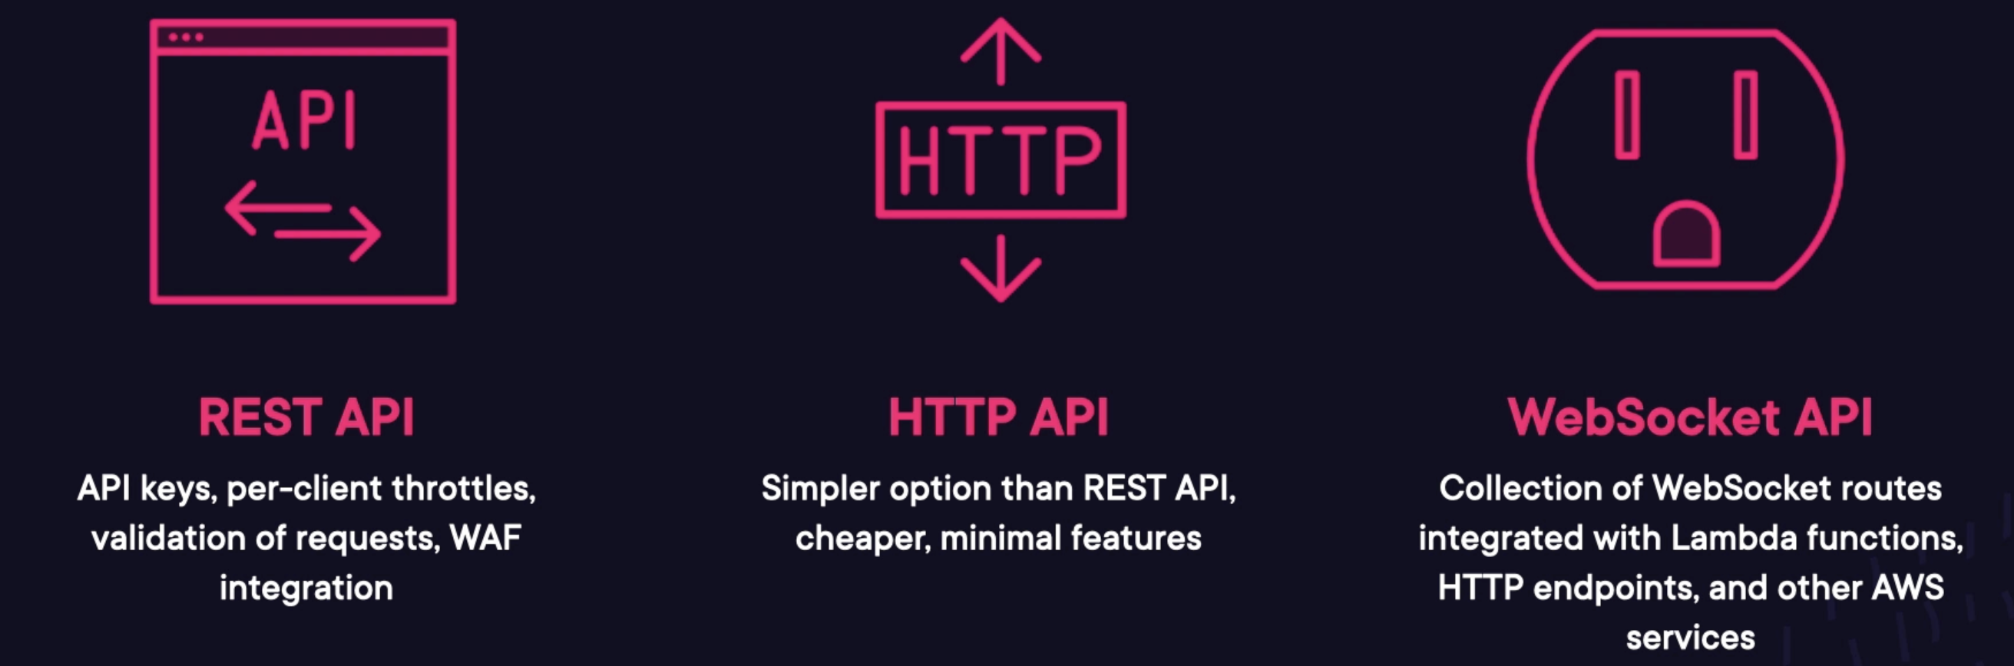 API
HTTP
REST API
API keys, per-client throttles,
validation of requests, WAF
integration
HTTP API
Simpler option than REST API,
cheaper, minimal features
WebSocket API
Collection of WebSocket routes
integrated with Lambda functions,
HTTP endpoints, and other AWS
services